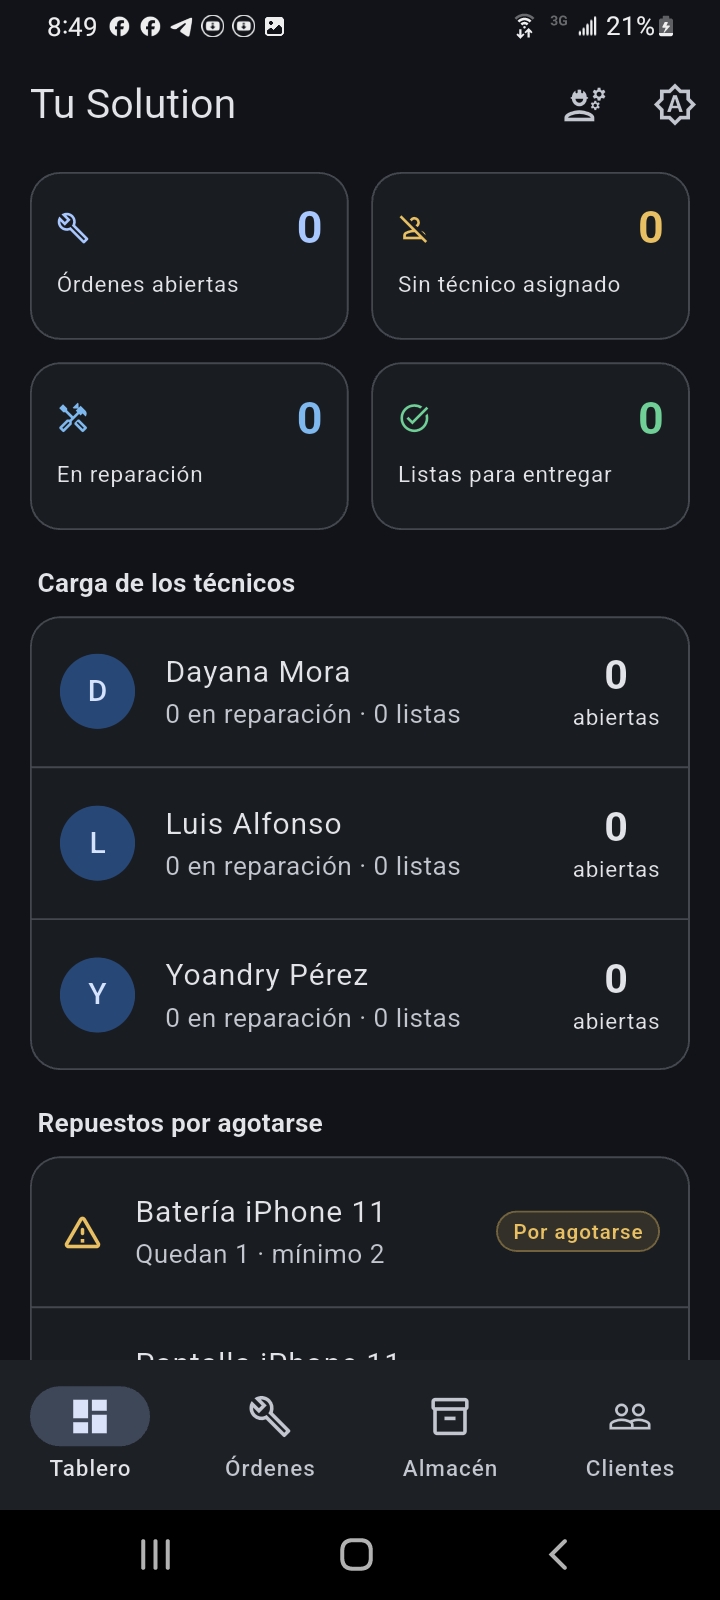 8:49
3G
21%
Tu Solution
A
0
Órdenes abiertas
0
Sin técnico asignado
0
En reparación
0
Listas para entregar
Carga de los técnicos
D
Dayana Mora
0 en reparación · 0 listas
0
abiertas
L
Luis Alfonso
0 en reparación · 0 listas
0
abiertas
Y
Yoandry Pérez
0 en reparación · 0 listas
0
abiertas
Repuestos por agotarse
Batería iPhone 11
Quedan 1 · mínimo 2
Por agotarse
Pantalla iPhone 11
Tablero
Órdenes
Almacén
Clientes